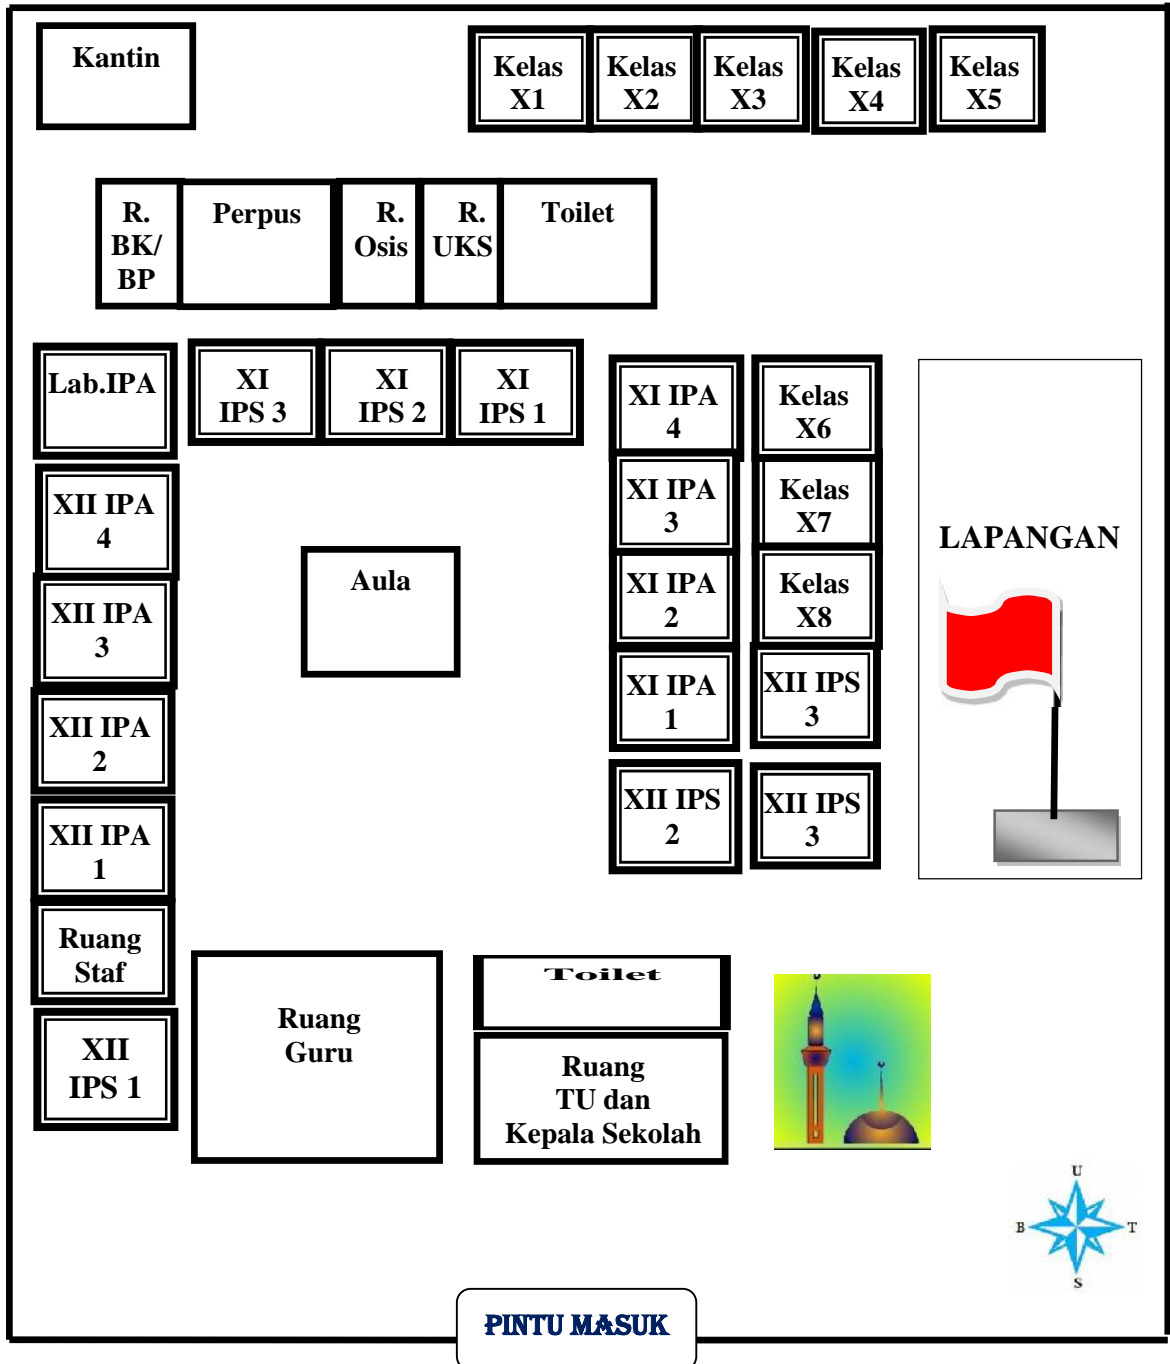 Kantin
Kelas
X1
Kelas
X2
Kelas
X3
Kelas
X4
Kelas
X5
R.
BK/
BP
Perpus
R.
Osis
R.
UKS
Toilet
Lab.IPA
XI
IPS 3
XI
IPS 2
XI
IPS 1
XI IPA
4
Kelas
X6
XII IPA
4
XI IPA
3
Kelas
X7
LAPANGAN
Aula
XII IPA
3
XI IPA
2
Kelas
X8
XII IPA
2
XI IPA
1
XII IPS
3
XII IPA
1
XII IPS
2
XII IPS
3
Ruang
Staf
Ruang
Guru
Toilet
XII
IPS 1
Ruang
TU dan
Kepala Sekolah
U
B
T
S
PINTU MASUK